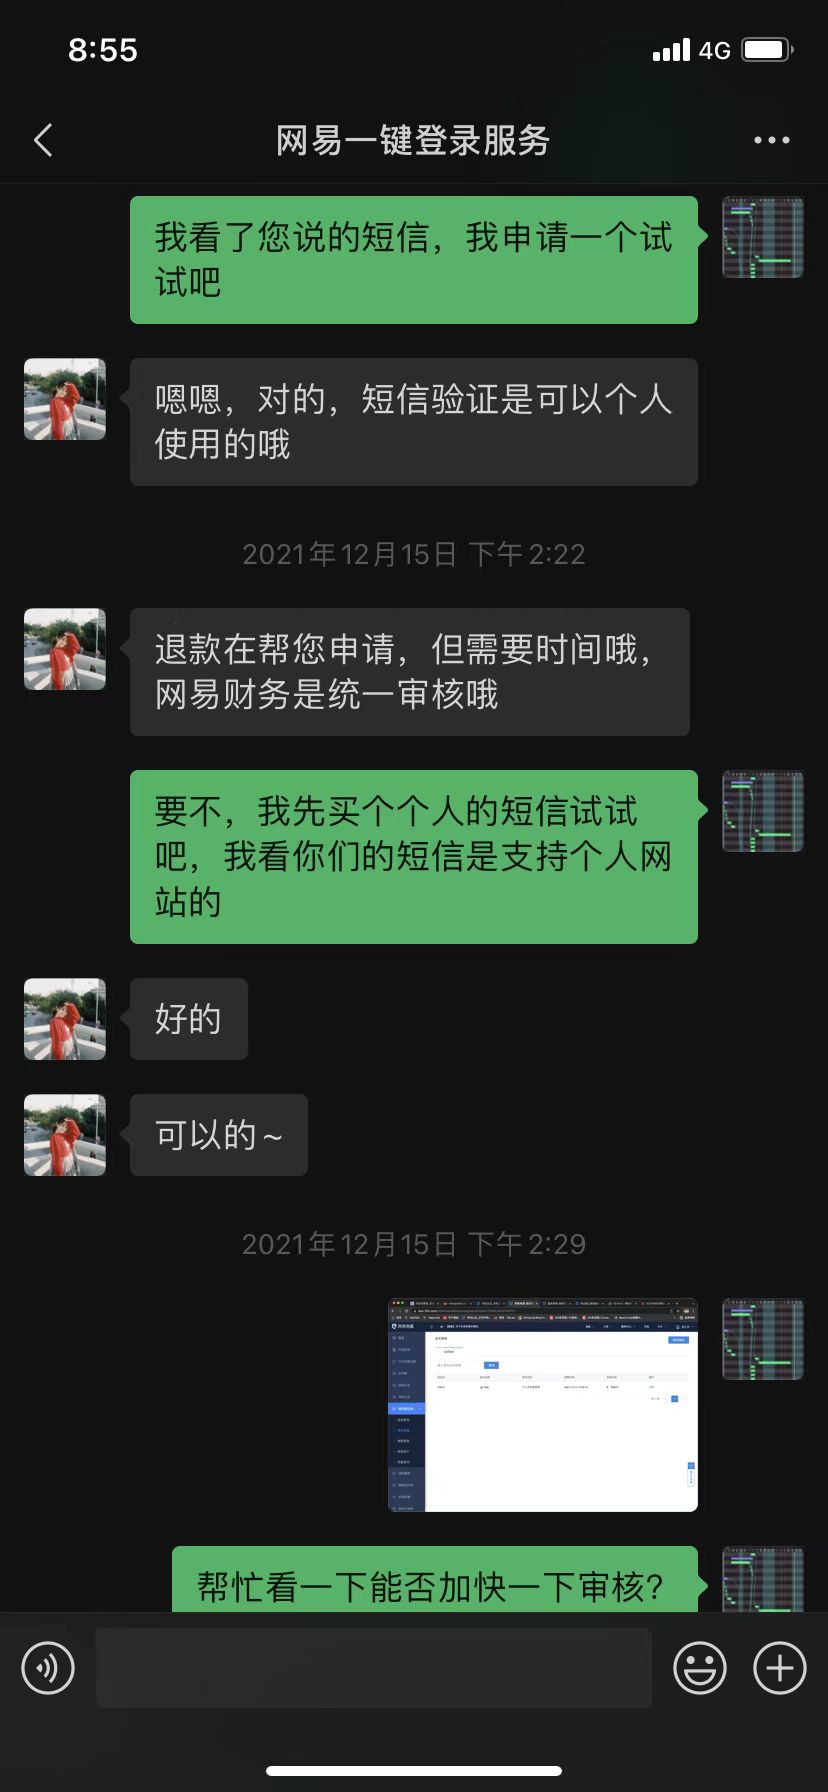 8:55
4G
网易一键登录服务
我看了您说的短信，我申请一个试
试吧
嗯嗯，对的，短信验证是可以个人
使用的哦
2021年12月15日 下午2:22
退款在帮您申请，但需要时间哦，
网易财务是统一审核哦
要不，我先买个个人的短信试试
吧，我看你们的短信是支持个人网
站的
好的
可以的~
2021年12月15日 下午2:29
帮忙看一下能否加快一下审核?